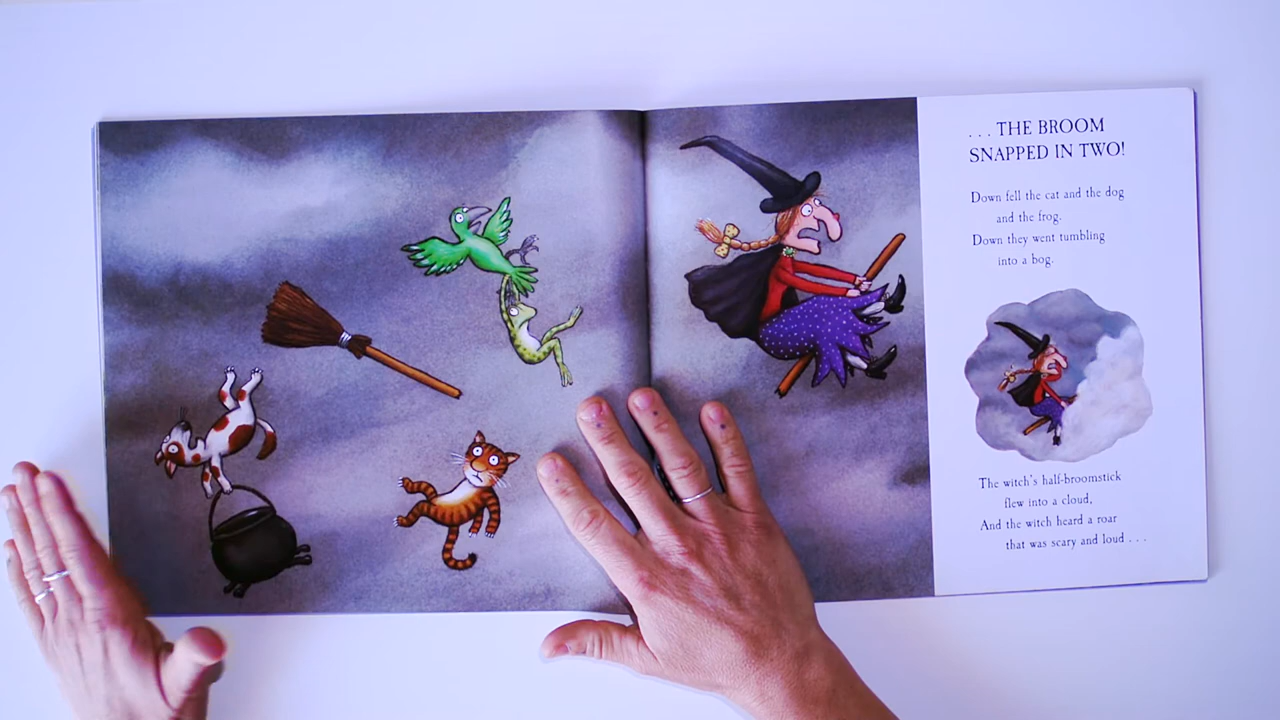 . . . THE BROOM
SNAPPED IN TWO!
Down fell the cat and the dog
and the frog.
Down they went tumbling
into a bog.
The witch's half-broomstick
flew into a cloud,
And the witch heard a roar
that was scary and loud . . .